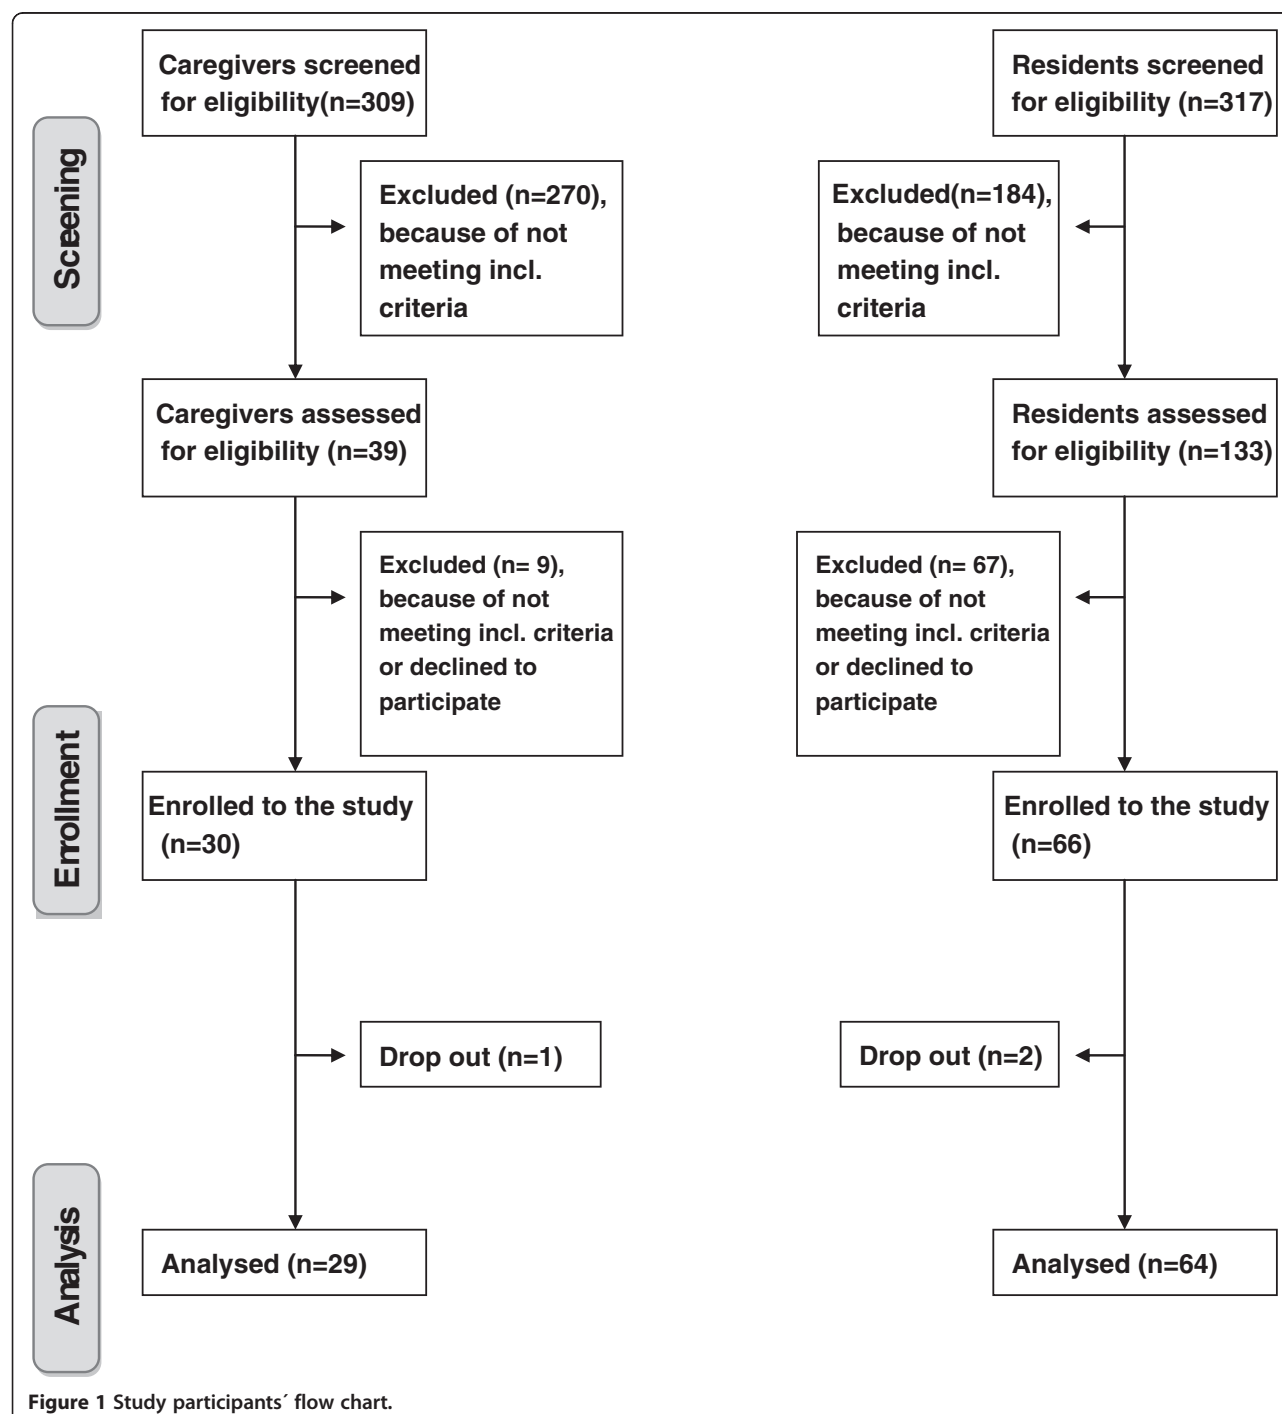 Screening
Caregivers screened
for eligibility(n=309)
Excluded (n=270),
because of not
meeting incl.
criteria
Caregivers assessed
for eligibility (n=39)
Excluded (n= 9),
because of not
meeting incl. criteria
or declined to
participate
Enrollment
Enrolled to the study
(n=30)
Drop out (n=1)
Analysis
Analysed (n=29)
Residents screened
for eligibility (n=317)
Excluded(n=184),
because of not
meeting incl.
criteria
Residents assessed
for eligibility (n=133)
Excluded (n= 67),
because of not
meeting incl. criteria
or declined to
participate
Enrolled to the study
(n=66)
Drop out (n=2)
Analysed (n=64)
Figure 1 Study participants´ flow chart.